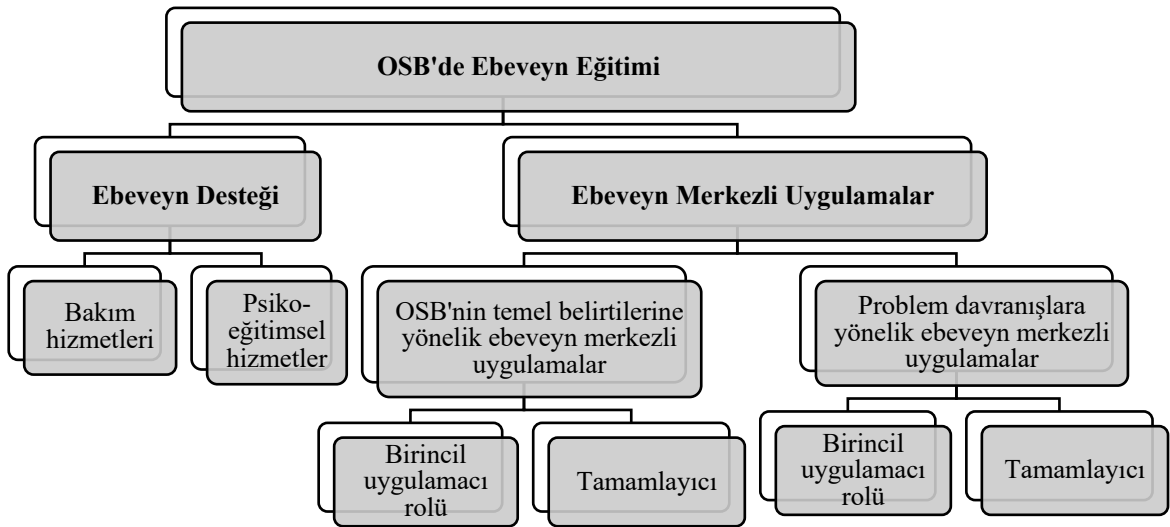 OSB'de Ebeveyn Eğitimi
Ebeveyn Desteği
Ebeveyn Merkezli Uygulamalar
Bakım
hizmetleri
Psiko-
eğitimsel
hizmetler
OSB'nin temel belirtilerine
yönelik ebeveyn merkezli
uygulamalar
Problem davranışlara
yönelik ebeveyn merkezli
uygulamalar
Birincil
uygulamacı
rolü
Tamamlayıcı
Birincil
uygulamacı
rolü
Tamamlayıcı